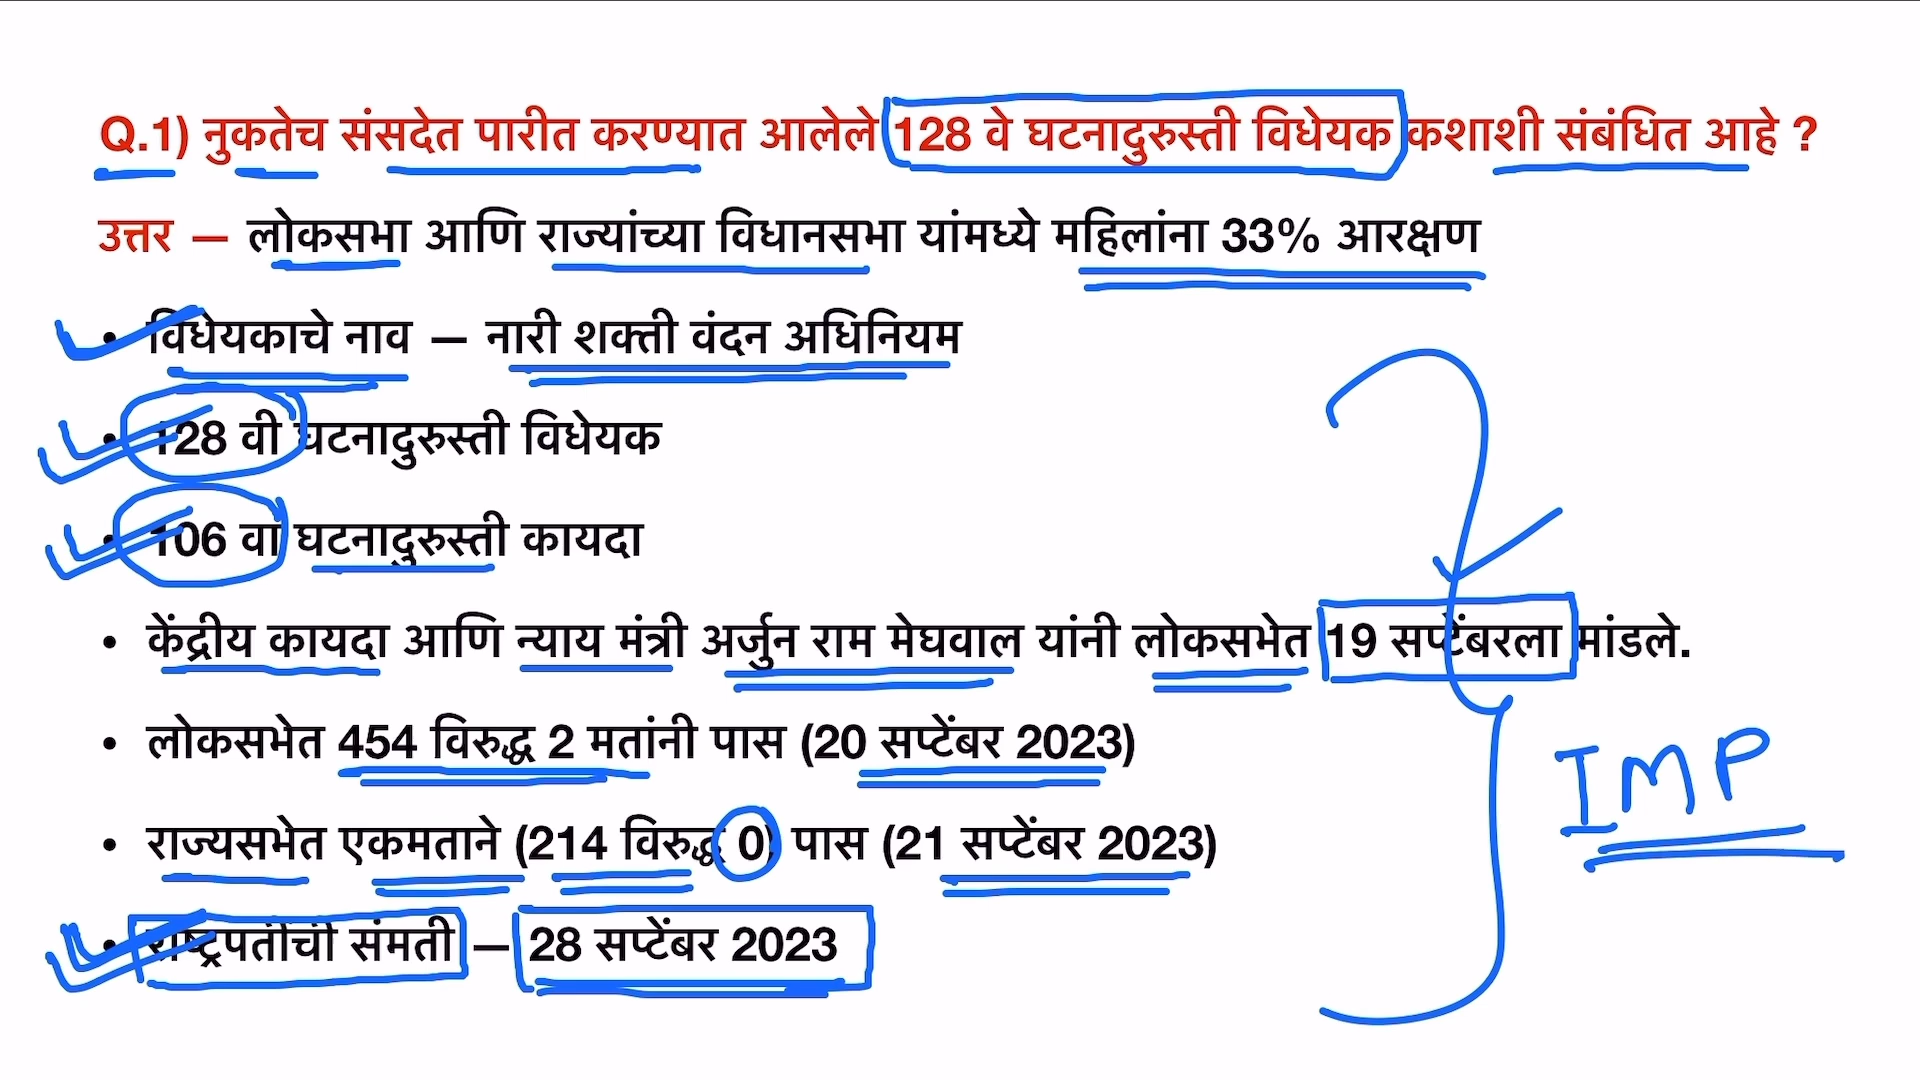 Q.1) नुकतेच संसदेत पारीत करण्यात आलेले 128 वे घटनादुरुस्ती विधेयक कशाशी संबंधित आहे ?
उत्तर — लोकसभा आणि राज्यांच्या विधानसभा यांमध्ये महिलांना 33% आरक्षण
• विधेयकाचे नाव — नारी शक्ती वंदन अधिनियम
• 128 वी घटनादुरुस्ती विधेयक
• 106 वा घटनादुरुस्ती कायदा
• केंद्रीय कायदा आणि न्याय मंत्री अर्जुन राम मेघवाल यांनी लोकसभेत 19 सप्टेंबरला मांडले.
• लोकसभेत 454 विरुद्ध 2 मतांनी पास (20 सप्टेंबर 2023)
IMP
• राज्यसभेत एकमताने (214 विरुद्ध 0) पास (21 सप्टेंबर 2023)
• राष्ट्रपतींची संमती — 28 सप्टेंबर 2023